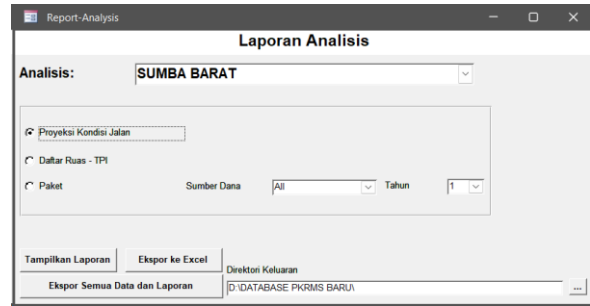 Report-Analysis
Laporan Analisis
Analisis: SUMBA BARAT
Proyeksi Kondisi Jalan
Daftar Ruas - TPI
Paket Sumber Dana All Tahun 1
Tampilkan Laporan Ekspor ke Excel
Direktori Keluaran
Ekspor Semua Data dan Laporan D:\DATABASE PKRMS BARU\ ...